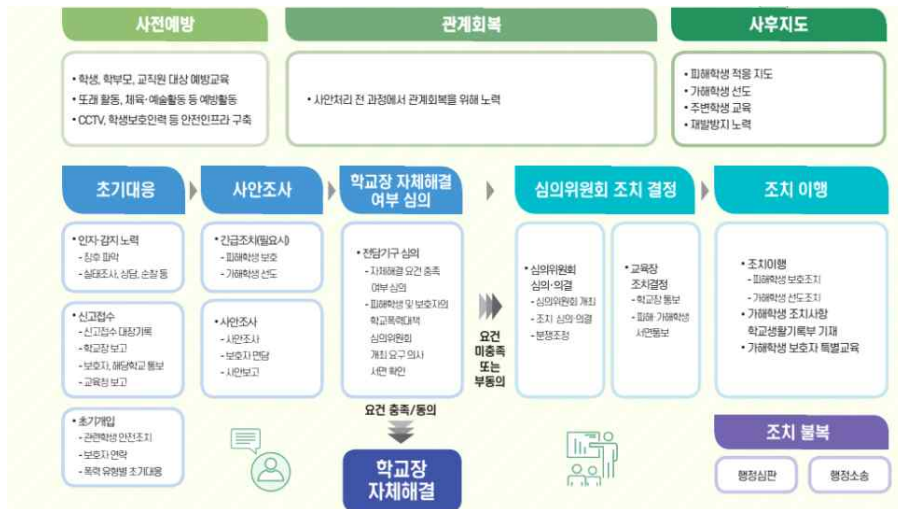 사전예방
• 학생, 학부모, 교직원 대상 예방교육
• 또래 활동, 체육·예술활동 등 예방활동
• CCTV, 학생보호인력 등 안전인프라 구축
관계회복
• 사안처리 전 과정에서 관계회복을 위해 노력
사후지도
• 피해학생 적응 지도
• 가해학생 선도
• 주변학생 교육
• 재발방지 노력
초기대응
• 인지·감지 노력
- 징후 파악
- 실태조사, 상담, 순찰 등
• 신고접수
- 신고접수 대장기록
- 학교장 보고
- 보호자, 해당학교 통보
- 교육청 보고
• 초기개입
- 관련학생 안전조치
- 보호자 연락
- 폭력 유형별 초기대응
사안조사
• 긴급조치(필요시)
- 피해학생 보호
- 가해학생 선도
• 사안조사
- 사안조사
- 보호자 면담
- 사안보고
학교장 자체해결
여부 심의
• 전담기구 심의
- 자체해결 요건 충족
여부 심의
- 피해학생 및 보호자의
학교폭력대책
심의위원회
개최 요구 의사
서면 확인
요건 충족/동의
학교장
자체해결
요건
미충족
또는
부동의
심의위원회 조치 결정
• 심의위원회
심의·의결
- 심의위원회 개최
- 조치 심의·의결
- 분쟁조정
• 교육장
조치결정
- 학교장 통보
- 피해·가해학생
서면통보
조치 이행
• 조치이행
- 피해학생 보호조치
- 가해학생 선도조치
• 가해학생 조치사항
학교생활기록부 기재
• 가해학생 보호자 특별교육
조치 불복
행정심판
행정소송